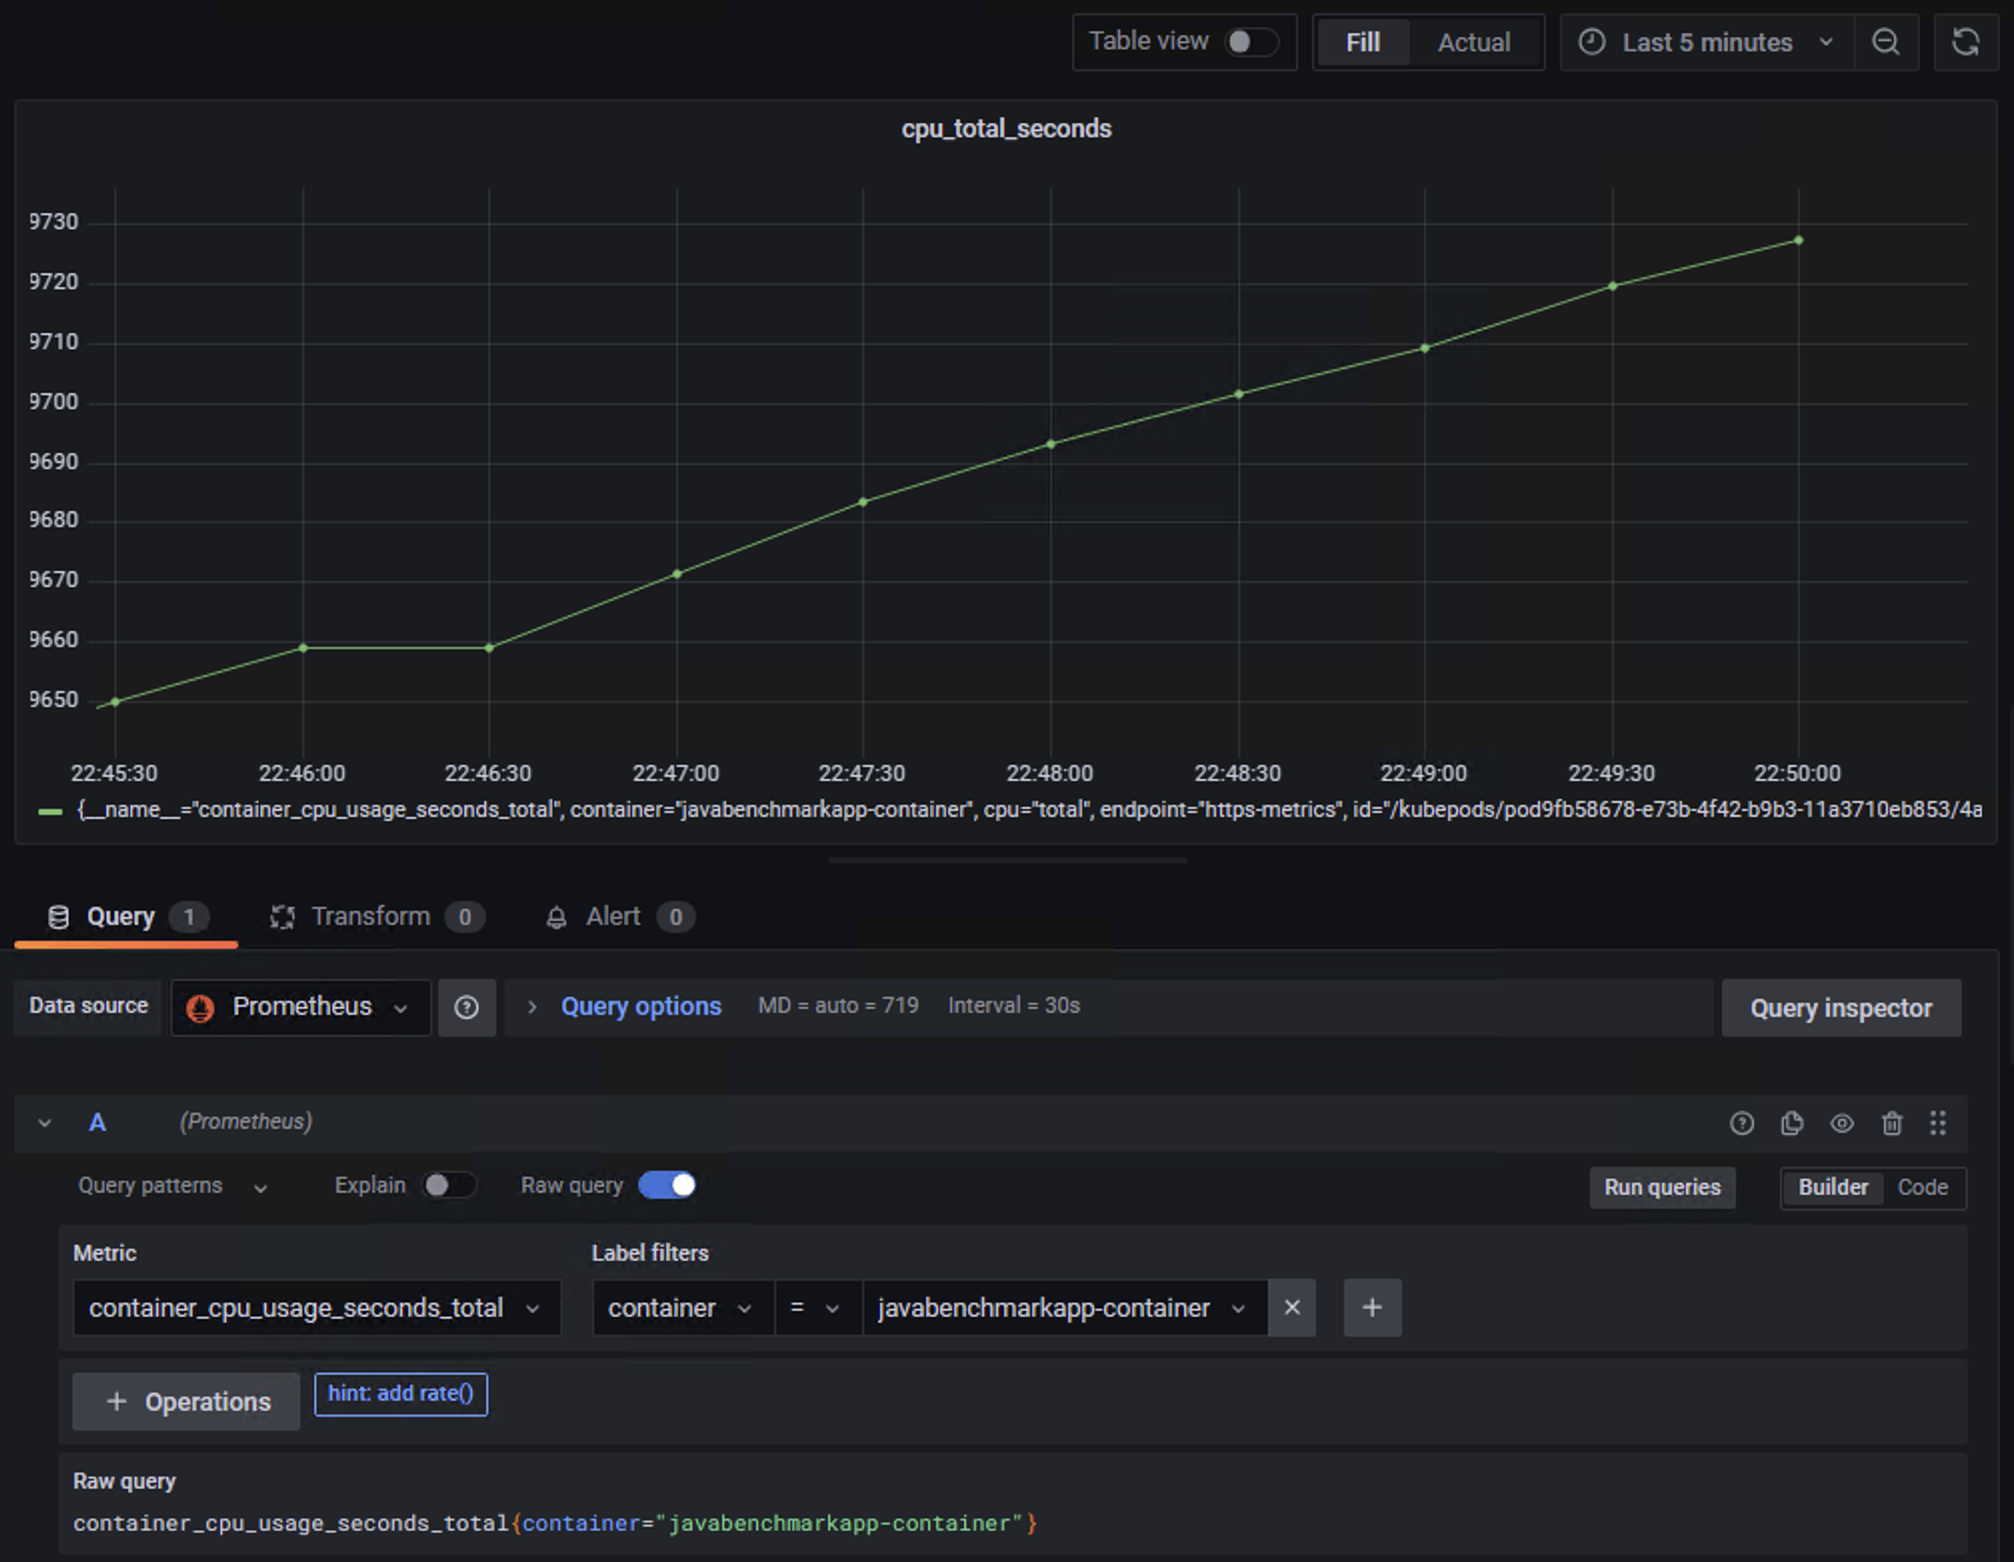 Table view Fill Actual Last 5 minutes
cpu_total_seconds
9730
9720
9710
9700
9690
9680
9670
9660
9650
22:45:30 22:46:00 22:46:30 22:47:00 22:47:30 22:48:00 22:48:30 22:49:00 22:49:30 22:50:00
{__name__="container_cpu_usage_seconds_total", container="javabenchmarkapp-container", cpu="total", endpoint="https-metrics", id="/kubepods/pod9fb58678-e73b-4f42-b9b3-11a3710eb853/4a
Query 1 Transform 0 Alert 0
Data source Prometheus Query options MD = auto = 719 Interval = 30s Query inspector
A (Prometheus)
Query patterns Explain Raw query Run queries Builder Code
Metric Label filters
container_cpu_usage_seconds_total container = javabenchmarkapp-container
+ Operations hint: add rate()
Raw query
container_cpu_usage_seconds_total{container="javabenchmarkapp-container"}